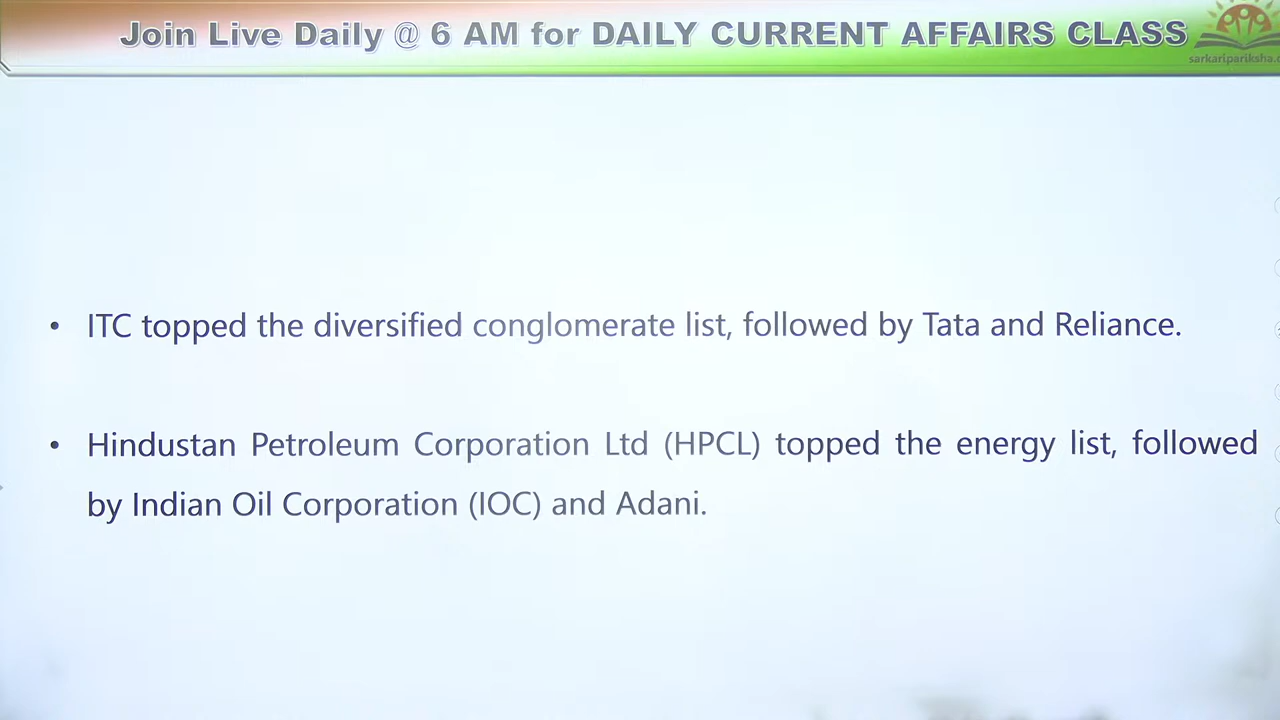 Join Live Daily @ 6 AM for DAILY CURRENT AFFAIRS CLASS
• ITC topped the diversified conglomerate list, followed by Tata and Reliance.
• Hindustan Petroleum Corporation Ltd (HPCL) topped the energy list, followed
by Indian Oil Corporation (IOC) and Adani.